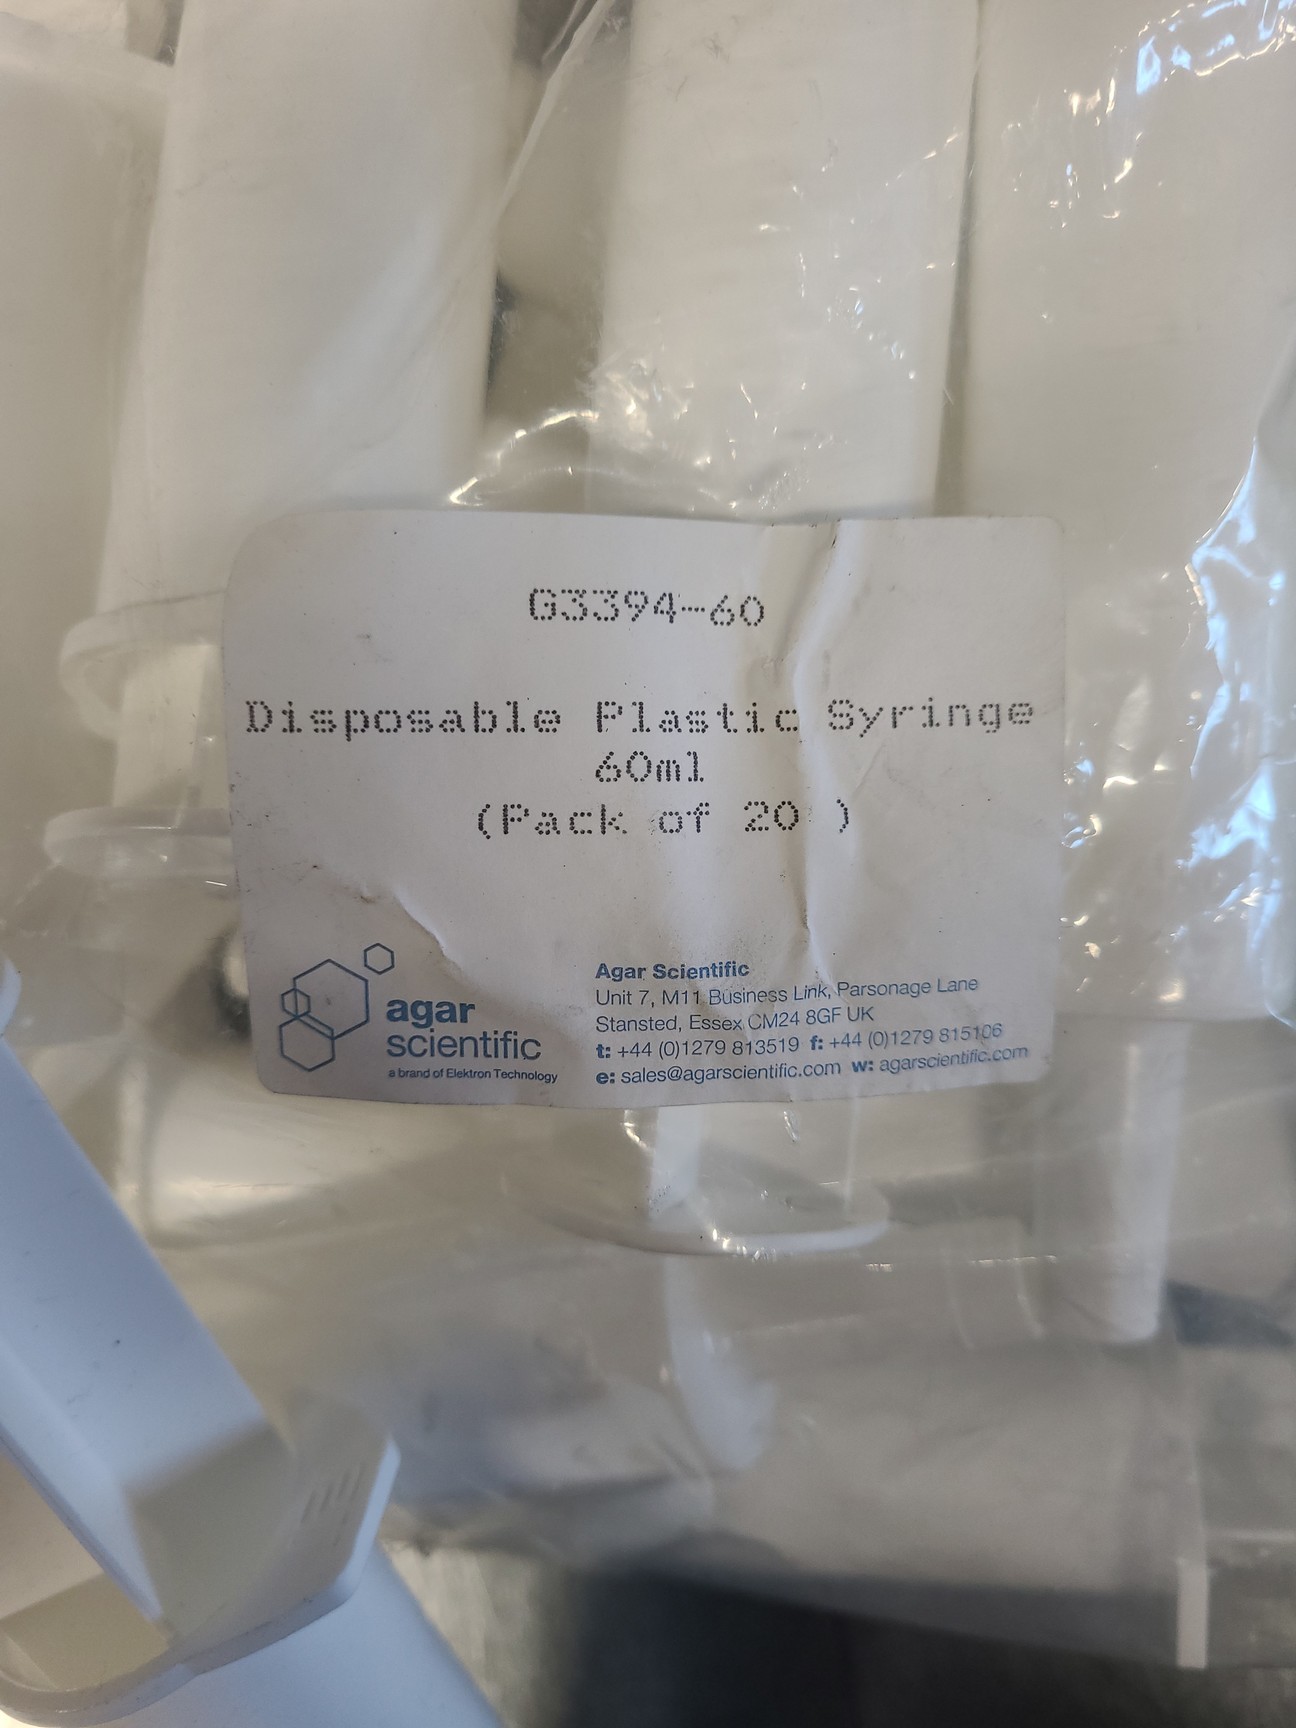 G3394-60
Disposable Plastic Syringe
60ml
(Pack of 20 )
agar
scientific
a brand of Elektron Technology
Agar Scientific
Unit 7, M11 Business Link, Parsonage Lane
Stansted, Essex CM24 8GF UK
t: +44 (0)1279 813519 f: +44 (0)1279 815106
e: sales@agarscientific.com w: agarscientific.com